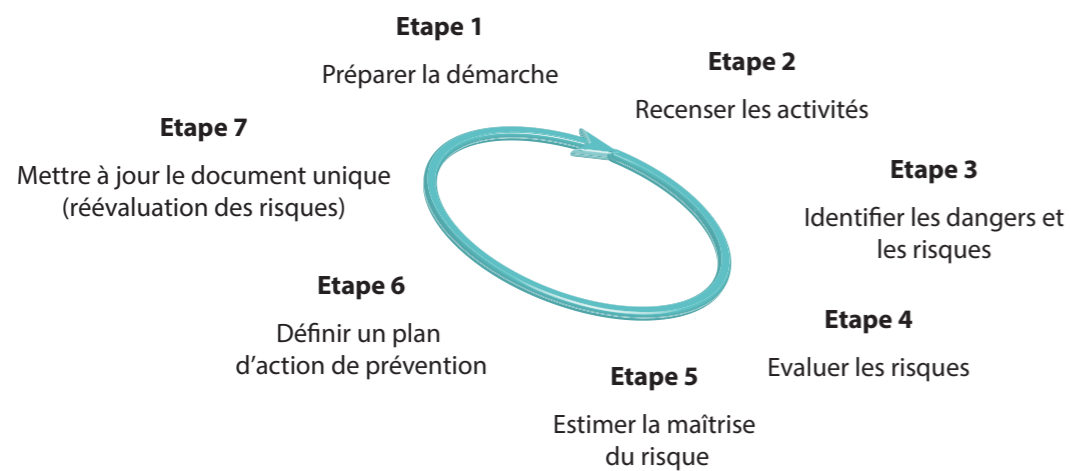 Etape 1
Préparer la démarche
Etape 2
Recenser les activités
Etape 3
Identifier les dangers et
les risques
Etape 4
Evaluer les risques
Etape 5
Estimer la maîtrise
du risque
Etape 6
Définir un plan
d’action de prévention
Etape 7
Mettre à jour le document unique
(réévaluation des risques)